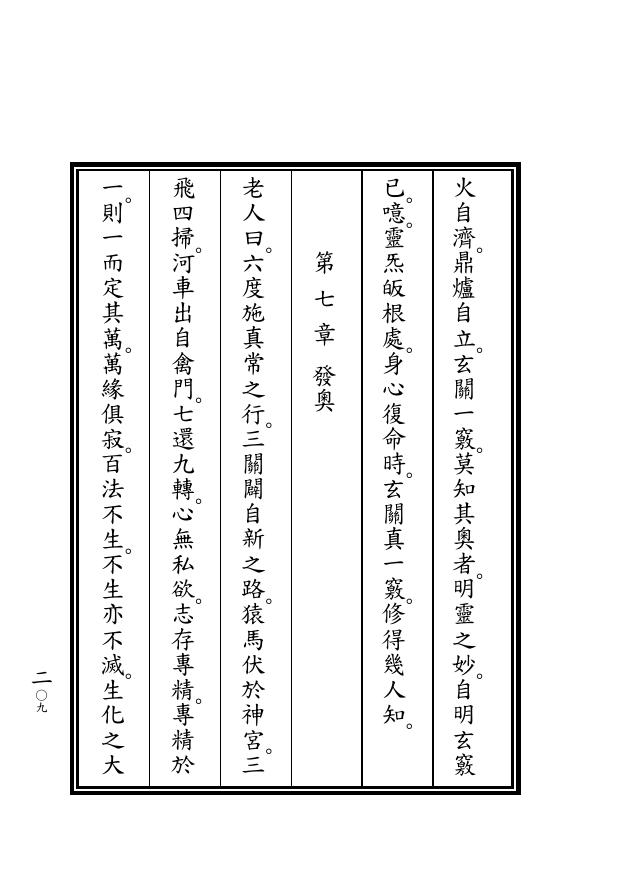 火自濟。鼎爐自立。玄關一竅。莫知其奧者。明靈之妙。自明玄竅
已。噫。靈炁皈根處。身心復命時。玄關真一竅。修得幾人知。
第七章 發奧
老人曰。六度施真常之行。三關闢自新之路。猿馬伏於神宮。三
飛四掃。河車出自禽門。七還九轉。心無私欲。志存專精。專精於
一。則一而定其萬。萬緣俱寂。百法不生。不生亦不滅。生化之大
二〇九